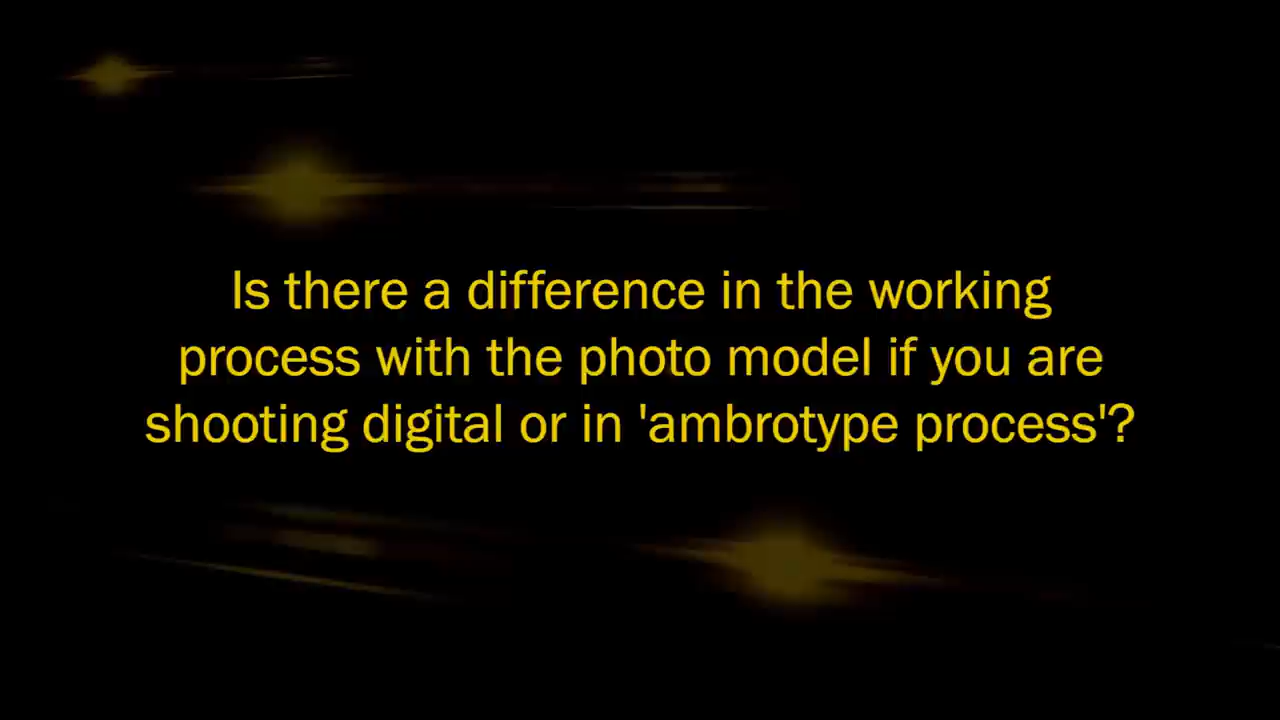 Is there a difference in the working
process with the photo model if you are
shooting digital or in 'ambrotype process'?